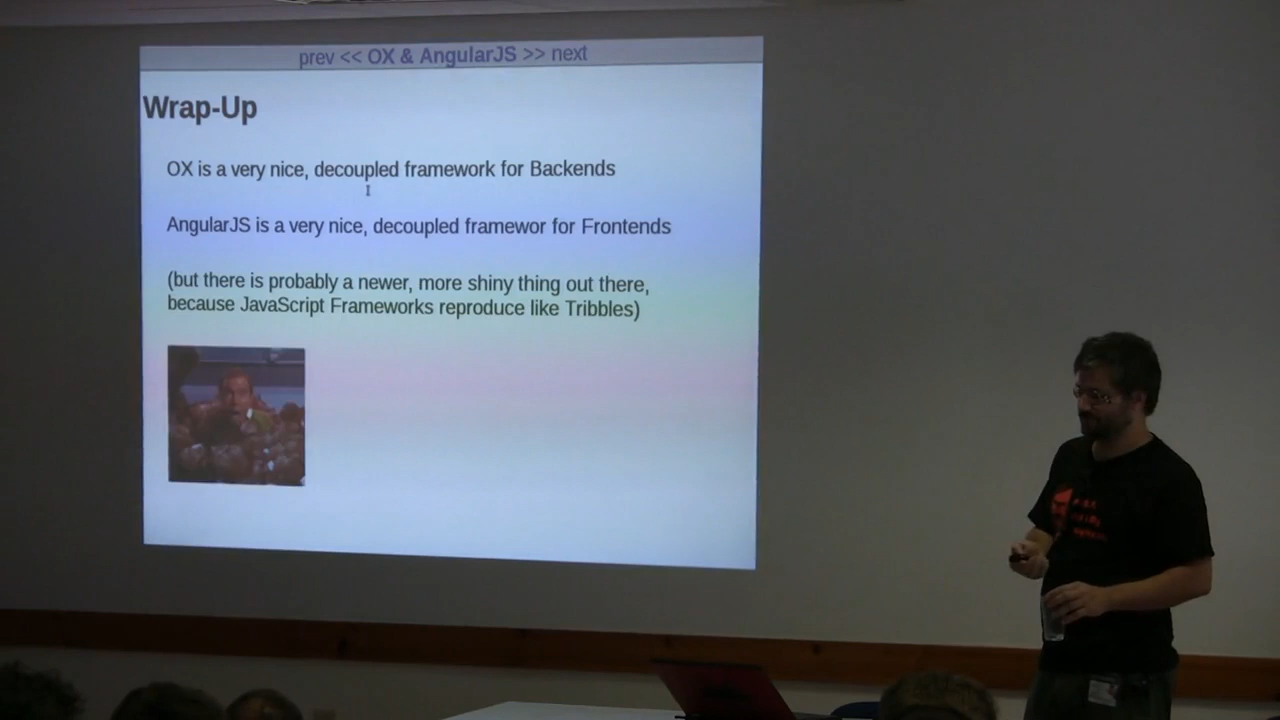 prev << OX & AngularJS >> next
Wrap-Up
OX is a very nice, decoupled framework for Backends
AngularJS is a very nice, decoupled framewor for Frontends
(but there is probably a newer, more shiny thing out there,
because JavaScript Frameworks reproduce like Tribbles)